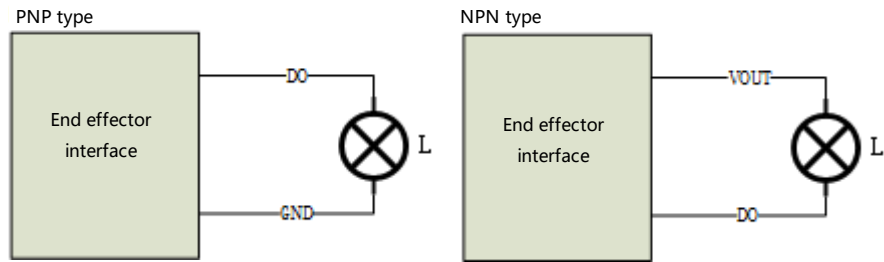 PNP type
End effector
interface
DO
L
GND
NPN type
End effector
interface
VOUT
L
DO